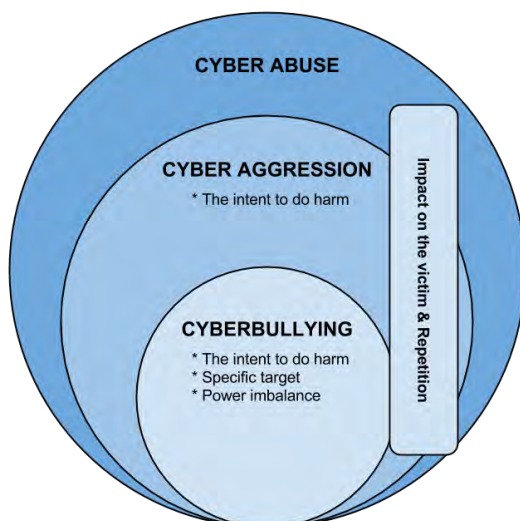 CYBER ABUSE
CYBER AGGRESSION
* The intent to do harm
CYBERBULLYING
* The intent to do harm
* Specific target
* Power imbalance
Impact on the victim & Repetition